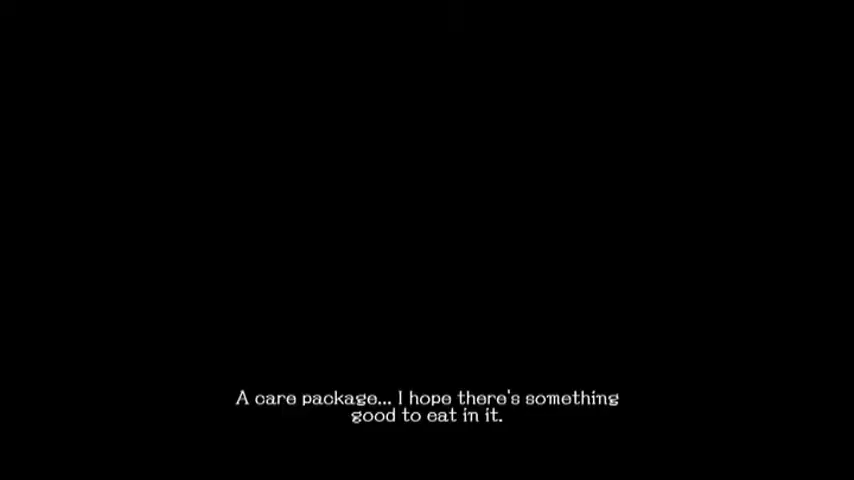 A care package... I hope there's something
good to eat in it.